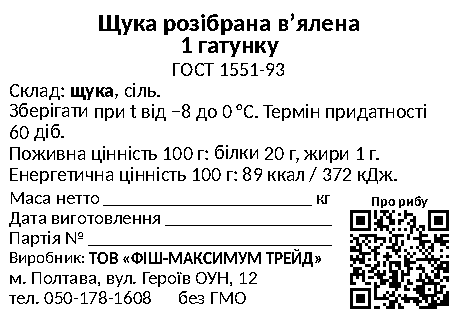 Щука розібрана в’ялена
1 гатунку
ГОСТ 1551-93
Склад: щука, сіль.
Зберігати при t від −8 до 0 °С. Термін придатності
60 діб.
Поживна цінність 100 г: білки 20 г, жири 1 г.
Енергетична цінність 100 г: 89 ккал / 372 кДж.
Маса нетто ______________________ кг
Дата виготовлення _________________
Партія № _________________________
Про рибу
Виробник: ТОВ «ФІШ-МАКСИМУМ ТРЕЙД»
м. Полтава, вул. Героїв ОУН, 12
тел. 050-178-1608 без ГМО